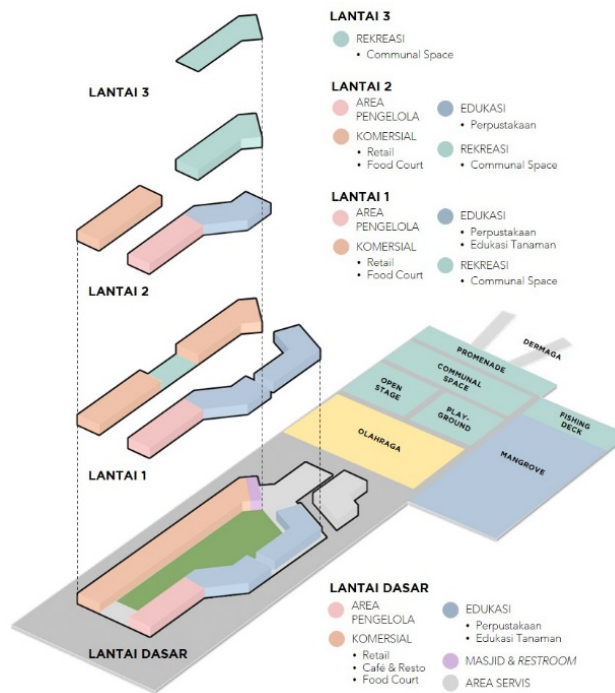 LANTAI 3
REKREASI
• Communal Space
LANTAI 3
LANTAI 2
AREA
PENGELOLA
KOMERSIAL
• Retail
• Food Court
EDUKASI
• Perpustakaan
REKREASI
• Communal Space
LANTAI 1
AREA
PENGELOLA
KOMERSIAL
• Retail
• Food Court
EDUKASI
• Perpustakaan
• Edukasi Tanaman
REKREASI
• Communal Space
LANTAI 2
DERMAGA
PROMENADE
COMMUNAL
SPACE
OPEN
STAGE
PLAY-
GROUND
FISHING
DECK
OLAHRAGA
MANGROVE
LANTAI 1
LANTAI DASAR
LANTAI DASAR
AREA
PENGELOLA
KOMERSIAL
• Retail
• Café & Resto
• Food Court
EDUKASI
• Perpustakaan
• Edukasi Tanaman
MASJID & RESTROOM
AREA SERVIS